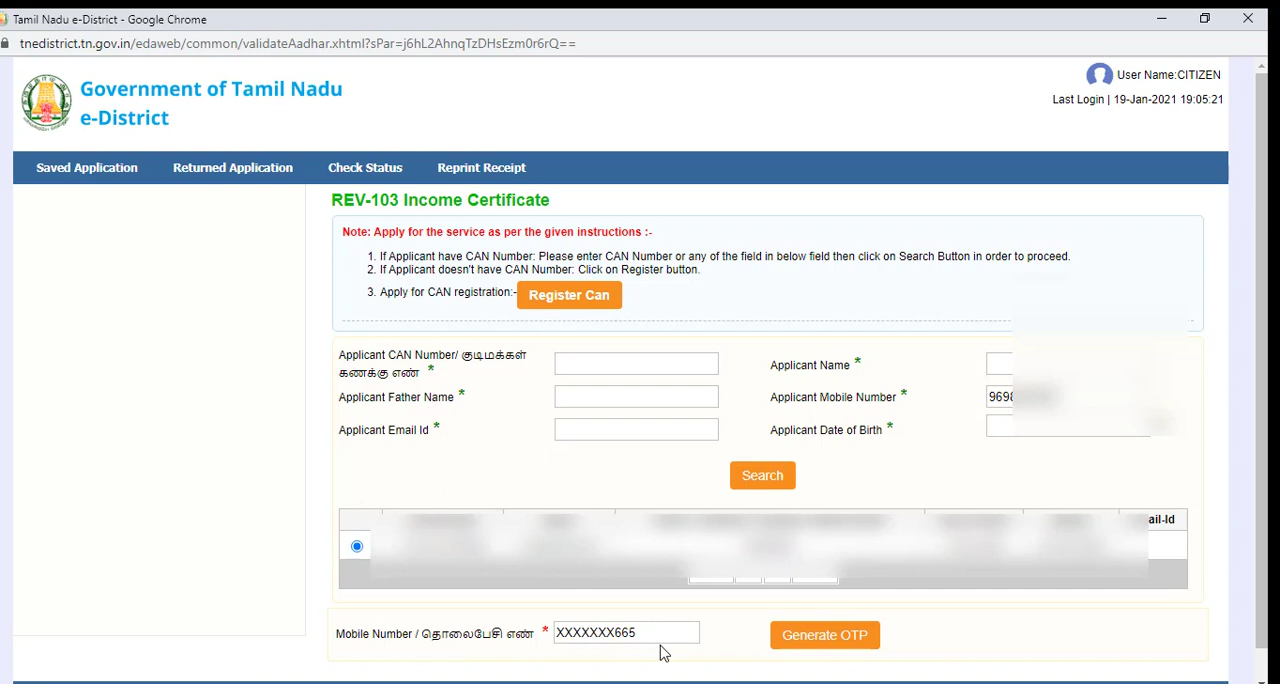 Tamil Nadu e-District - Google Chrome
tnedistrict.tn.gov.in/edaweb/common/validateAadhar.xhtml?sPar=j6hL2AhnqTzDHsEzm0r6rQ==
Government of Tamil Nadu
e-District
User Name:CITIZEN
Last Login | 19-Jan-2021 19:05:21
Saved Application Returned Application Check Status Reprint Receipt
REV-103 Income Certificate
Note: Apply for the service as per the given instructions :-
1. If Applicant have CAN Number: Please enter CAN Number or any of the field in below field then click on Search Button in order to proceed.
2. If Applicant doesn't have CAN Number: Click on Register button.
3. Apply for CAN registration:- Register Can
Applicant CAN Number/ குடிமக்கள்
கணக்கு எண் *
Applicant Name *
Applicant Father Name *
Applicant Mobile Number * 969
Applicant Email Id *
Applicant Date of Birth *
Search
ail-Id
Mobile Number / தொலைபேசி எண் * XXXXXXX665 Generate OTP